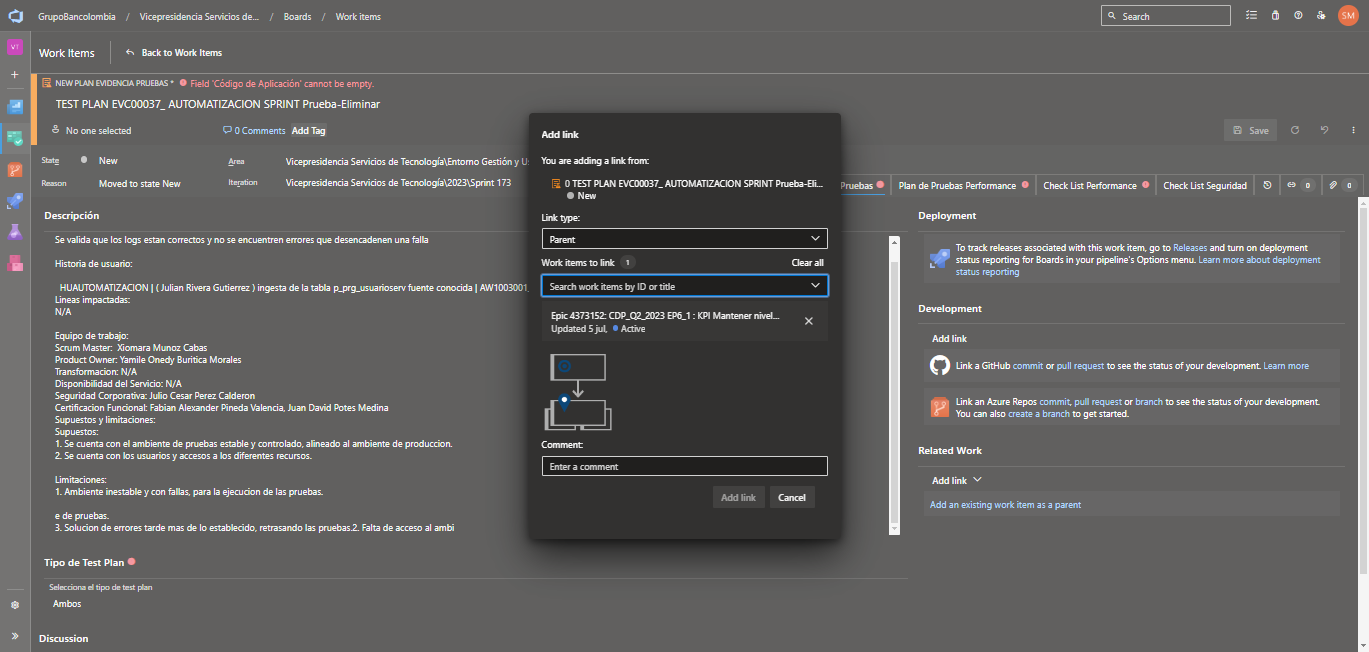 GrupoBancolombia / Vicepresidencia Servicios de... / Boards / Work items
Search
SM
VT
Work Items
Back to Work Items
NEW PLAN EVIDENCIA PRUEBAS * Field 'Código de Aplicación' cannot be empty.
TEST PLAN EVC00037_ AUTOMATIZACION SPRINT Prueba-Eliminar
No one selected
0 Comments
Add Tag
Save
State
New
Area
Vicepresidencia Servicios de Tecnología\Entorno Gestión y Us
Reason
Moved to state New
Iteration
Vicepresidencia Servicios de Tecnología\2023\Sprint 173
Pruebas
Plan de Pruebas Performance
Check List Performance
Check List Seguridad
0
0
Descripción
Se valida que los logs estan correctos y no se encuentren errores que desencadenen una falla
Historia de usuario:
HUAUTOMATIZACION | ( Julian Rivera Gutierrez ) ingesta de la tabla p_prg_usuarioserv fuente conocida | AW1003001_
Lineas impactadas:
N/A
Equipo de trabajo:
Scrum Master: Xiomara Munoz Cabas
Product Owner: Yamile Onedy Buritica Morales
Transformacion: N/A
Disponibilidad del Servicio: N/A
Seguridad Corporativa: Julio Cesar Perez Calderon
Certification Funcional: Fabian Alexander Pineda Valencia, Juan David Potes Medina
Supuestos y limitaciones:
Supuestos:
1. Se cuenta con el ambiente de pruebas estable y controlado, alineado al ambiente de produccion.
2. Se cuenta con los usuarios y accesos a los diferentes recursos.
Limitaciones:
1. Ambiente inestable y con fallas, para la ejecucion de las pruebas.
e de pruebas.
3. Solucion de errores tarde mas de lo establecido, retrasando las pruebas.2. Falta de acceso al ambi
Tipo de Test Plan
Selecciona el tipo de test plan
Ambos
Discussion
Add link
You are adding a link from:
0 TEST PLAN EVC00037_ AUTOMATIZACION SPRINT Prueba-Eli...
New
Link type:
Parent
Work items to link 1
Clear all
Search work items by ID or title
Epic 4373152: CDP_Q2_2023 EP6_1 : KPI Mantener nivel...
Updated 5 jul, Active
Comment:
Enter a comment
Add link
Cancel
Deployment
To track releases associated with this work item, go to Releases and turn on deployment
status reporting for Boards in your pipeline's Options menu. Learn more about deployment
status reporting
Development
Add link
Link a GitHub commit or pull request to see the status of your development. Learn more
Link an Azure Repos commit, pull request or branch to see the status of your development.
You can also create a branch to get started.
Related Work
Add link
Add an existing work item as a parent